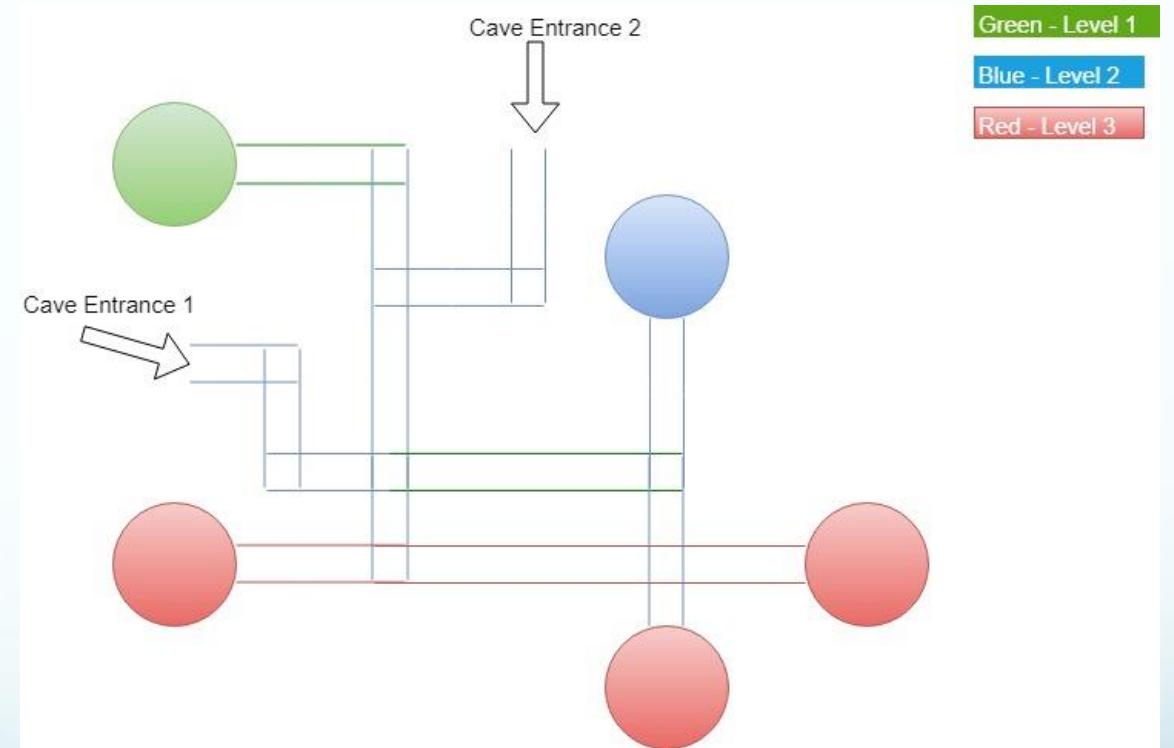 Cave Entrance 2
Green - Level 1
Blue - Level 2
Red - Level 3
Cave Entrance 1